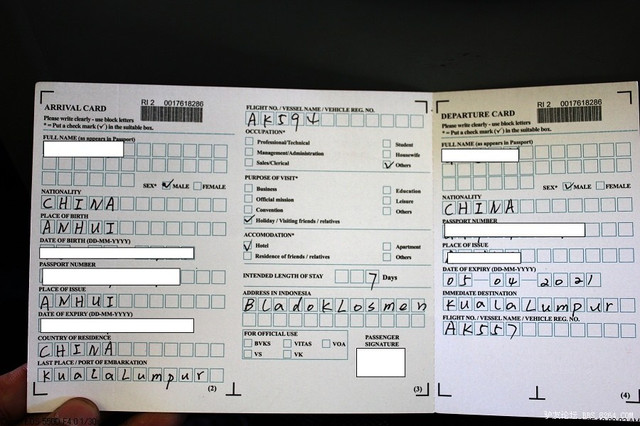 ARRIVAL CARD
RI 2 0017618286
Please write clearly - use block letters
* = Put a check mark (✓) in the suitable box.
FULL NAME (as appears in Passport)
SEX* ✓ MALE FEMALE
NATIONALITY
CHINA
PLACE OF BIRTH
ANHUI
DATE OF BIRTH (DD-MM-YYYY)
PASSPORT NUMBER
PLACE OF ISSUE
ANHUI
DATE OF EXPIRY (DD-MM-YYYY)
COUNTRY OF RESIDENCE
CHINA
LAST PLACE / PORT OF EMBARKATION
Kuala Lumpur
(2)
FLIGHT NO. / VESSEL NAME / VEHICLE REG. NO.
AK594
OCCUPATION*
Professional/Technical Student
Management/Administration Housewife
Sales/Clerical ✓ Others
PURPOSE OF VISIT*
Business Education
Official mission Leisure
Convention Others
✓ Holiday / Visiting friends / relatives
ACCOMODATION*
✓ Hotel Apartment
Residence of friends / relatives Others
INTENDED LENGTH OF STAY 7 Days
ADDRESS IN INDONESIA
BladokLosmen
FOR OFFICIAL USE
BVKS VITAS VOA
VS VK
PASSENGER
SIGNATURE
(3)
DEPARTURE CARD
RI 2 0017618286
Please write clearly - use block letters
* = Put a check mark (✓) in the suitable box.
FULL NAME (as appears in Passport)
SEX* ✓ MALE FEMALE
NATIONALITY
CHINA
PASSPORT NUMBER
PLACE OF ISSUE
DATE OF EXPIRY (DD-MM-YYYY)
05 04 2021
IMMEDIATE DESTINATION
Kuala Lumpur
FLIGHT NO. / VESSEL NAME / VEHICLE REG. NO.
AK557
(4)